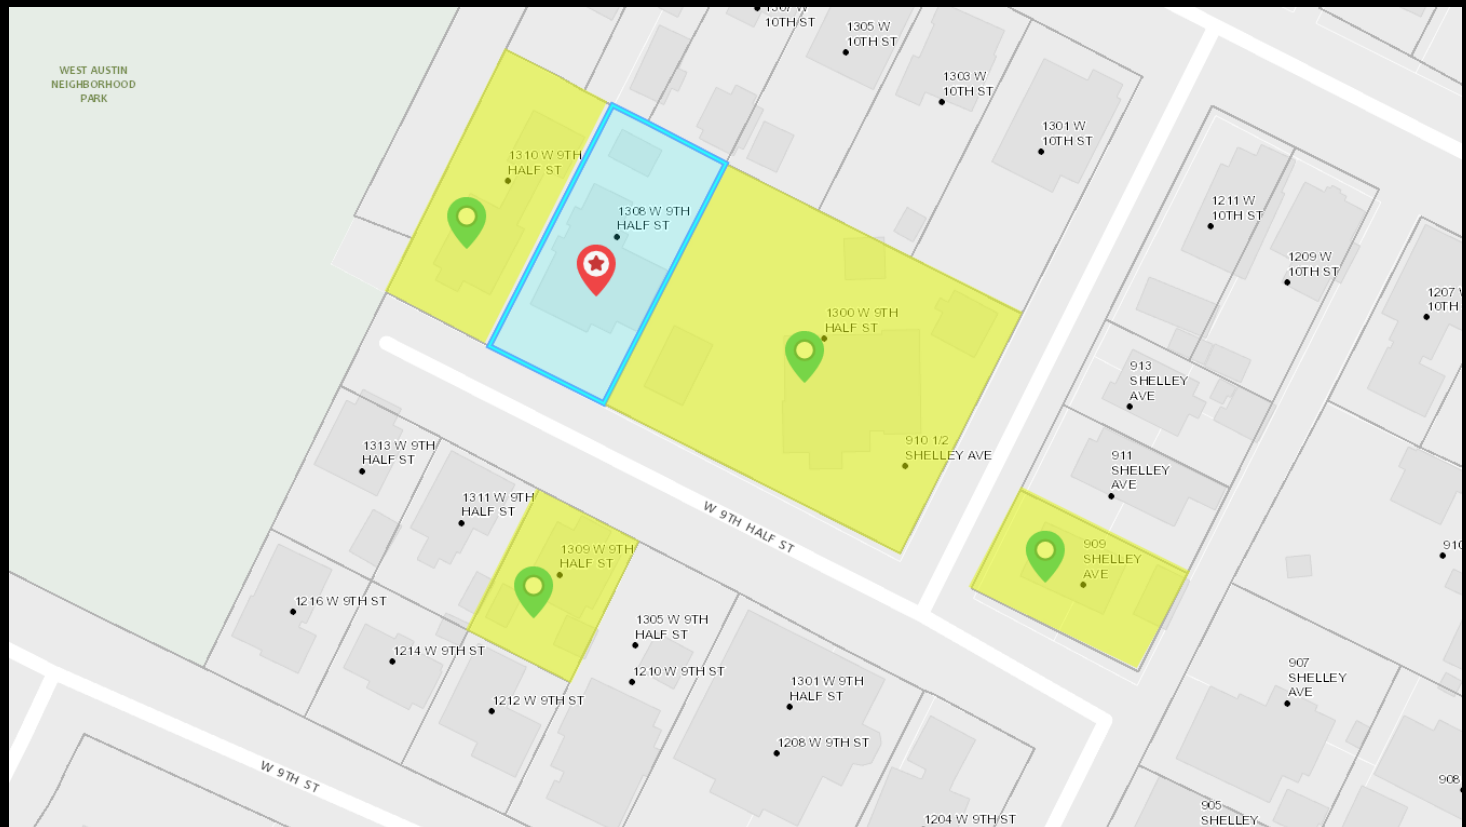 1307 W
10TH ST
1305 W
10TH ST
WEST AUSTIN
NEIGHBORHOOD
PARK
1303 W
10TH ST
1301 W
10TH ST
1310 W 9TH
HALF ST
1308 W 9TH
HALF ST
1211 W
10TH ST
1209 W
10TH ST
1207
10TH
1300 W 9TH
HALF ST
913
SHELLEY
AVE
910 1/2
SHELLEY AVE
911
SHELLEY
AVE
1313 W 9TH
HALF ST
1311 W 9TH
HALF ST
W 9TH HALF ST
1309 W 9TH
HALF ST
909
SHELLEY
AVE
910
1216 W 9TH ST
1305 W 9TH
HALF ST
1214 W 9TH ST
1210 W 9TH ST
907
SHELLEY
AVE
1212 W 9TH ST
1301 W 9TH
HALF ST
1208 W 9TH ST
W 9TH ST
908
905
SHELLEY
1204 W 9TH ST